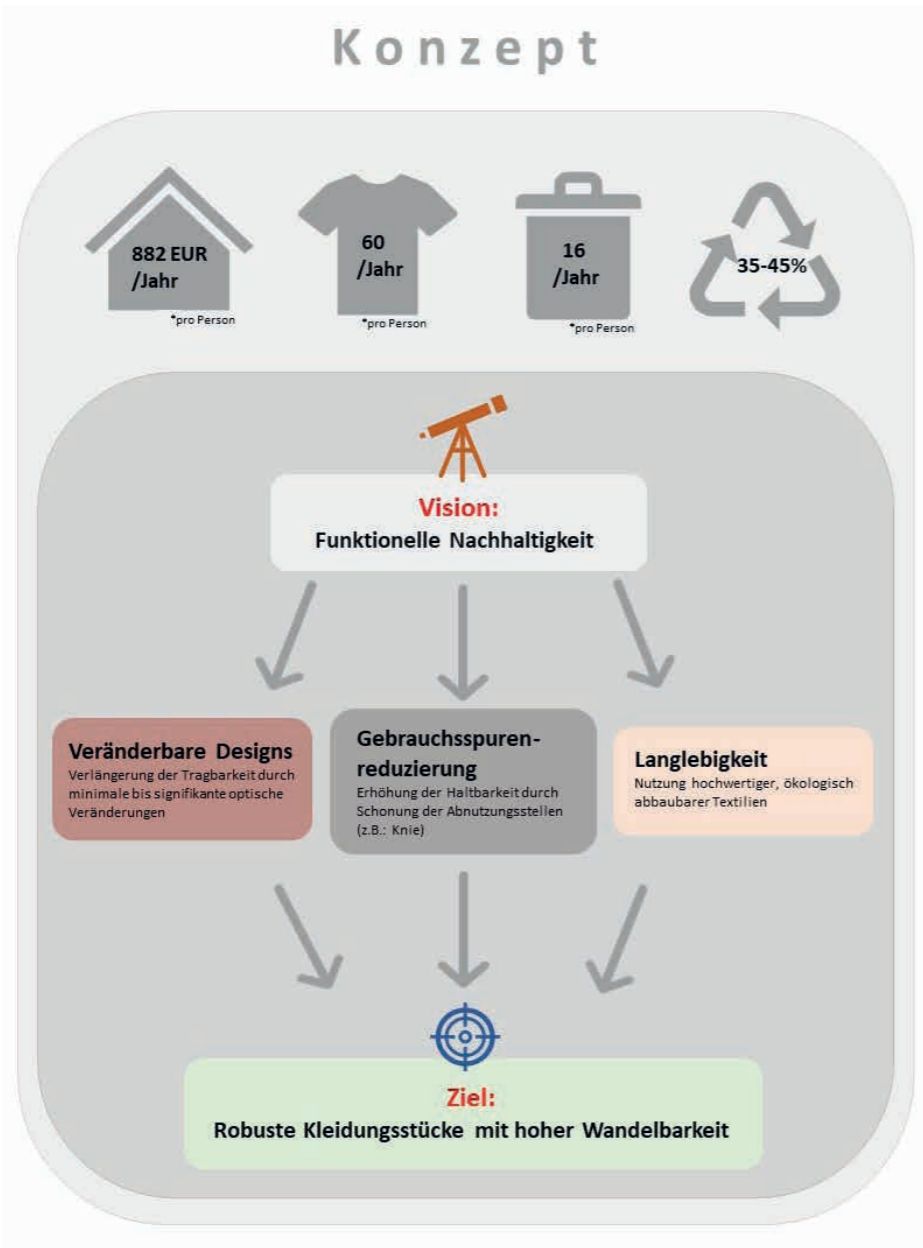 Konzept
882 EUR
/Jahr
*pro Person
60
/Jahr
*pro Person
16
/Jahr
*pro Person
35-45%
Vision:
Funktionelle Nachhaltigkeit
Veränderbare Designs
Verlängerung der Tragbarkeit durch
minimale bis signifikante optische
Veränderungen
Gebrauchsspuren-
reduzierung
Erhöhung der Haltbarkeit durch
Schonung der Abnutzungsstellen
(z.B.: Knie)
Langlebigkeit
Nutzung hochwertiger, ökologisch
abbaubarer Textilien
Ziel:
Robuste Kleidungsstücke mit hoher Wandelbarkeit